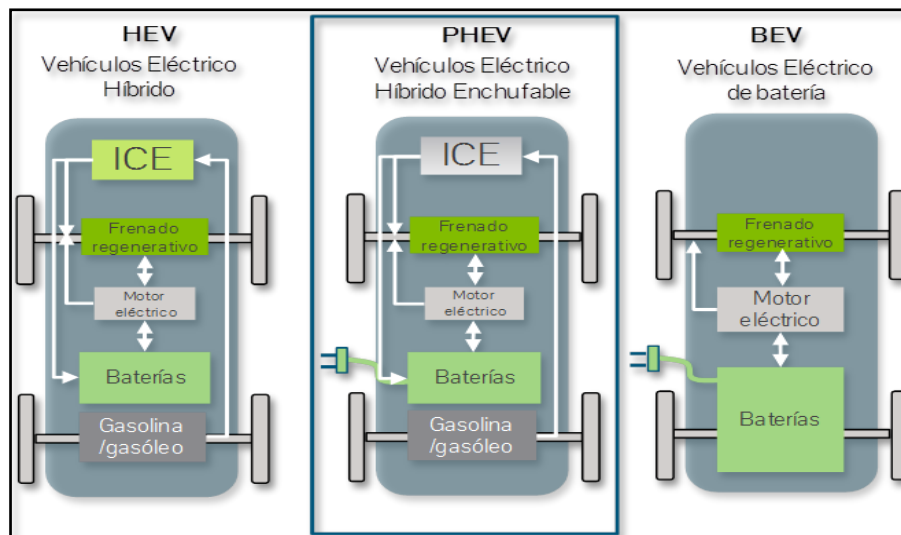 HEV
Vehículos Eléctrico
Híbrido
ICE
Frenado
regenerativo
Motor
eléctrico
Baterías
Gasolina
/gasóleo
PHEV
Vehículos Eléctrico
Híbrido Enchufable
ICE
Frenado
regenerativo
Motor
eléctrico
Baterías
Gasolina
/gasóleo
BEV
Vehículos Eléctrico
de batería
Frenado
regenerativo
Motor
eléctrico
Baterías